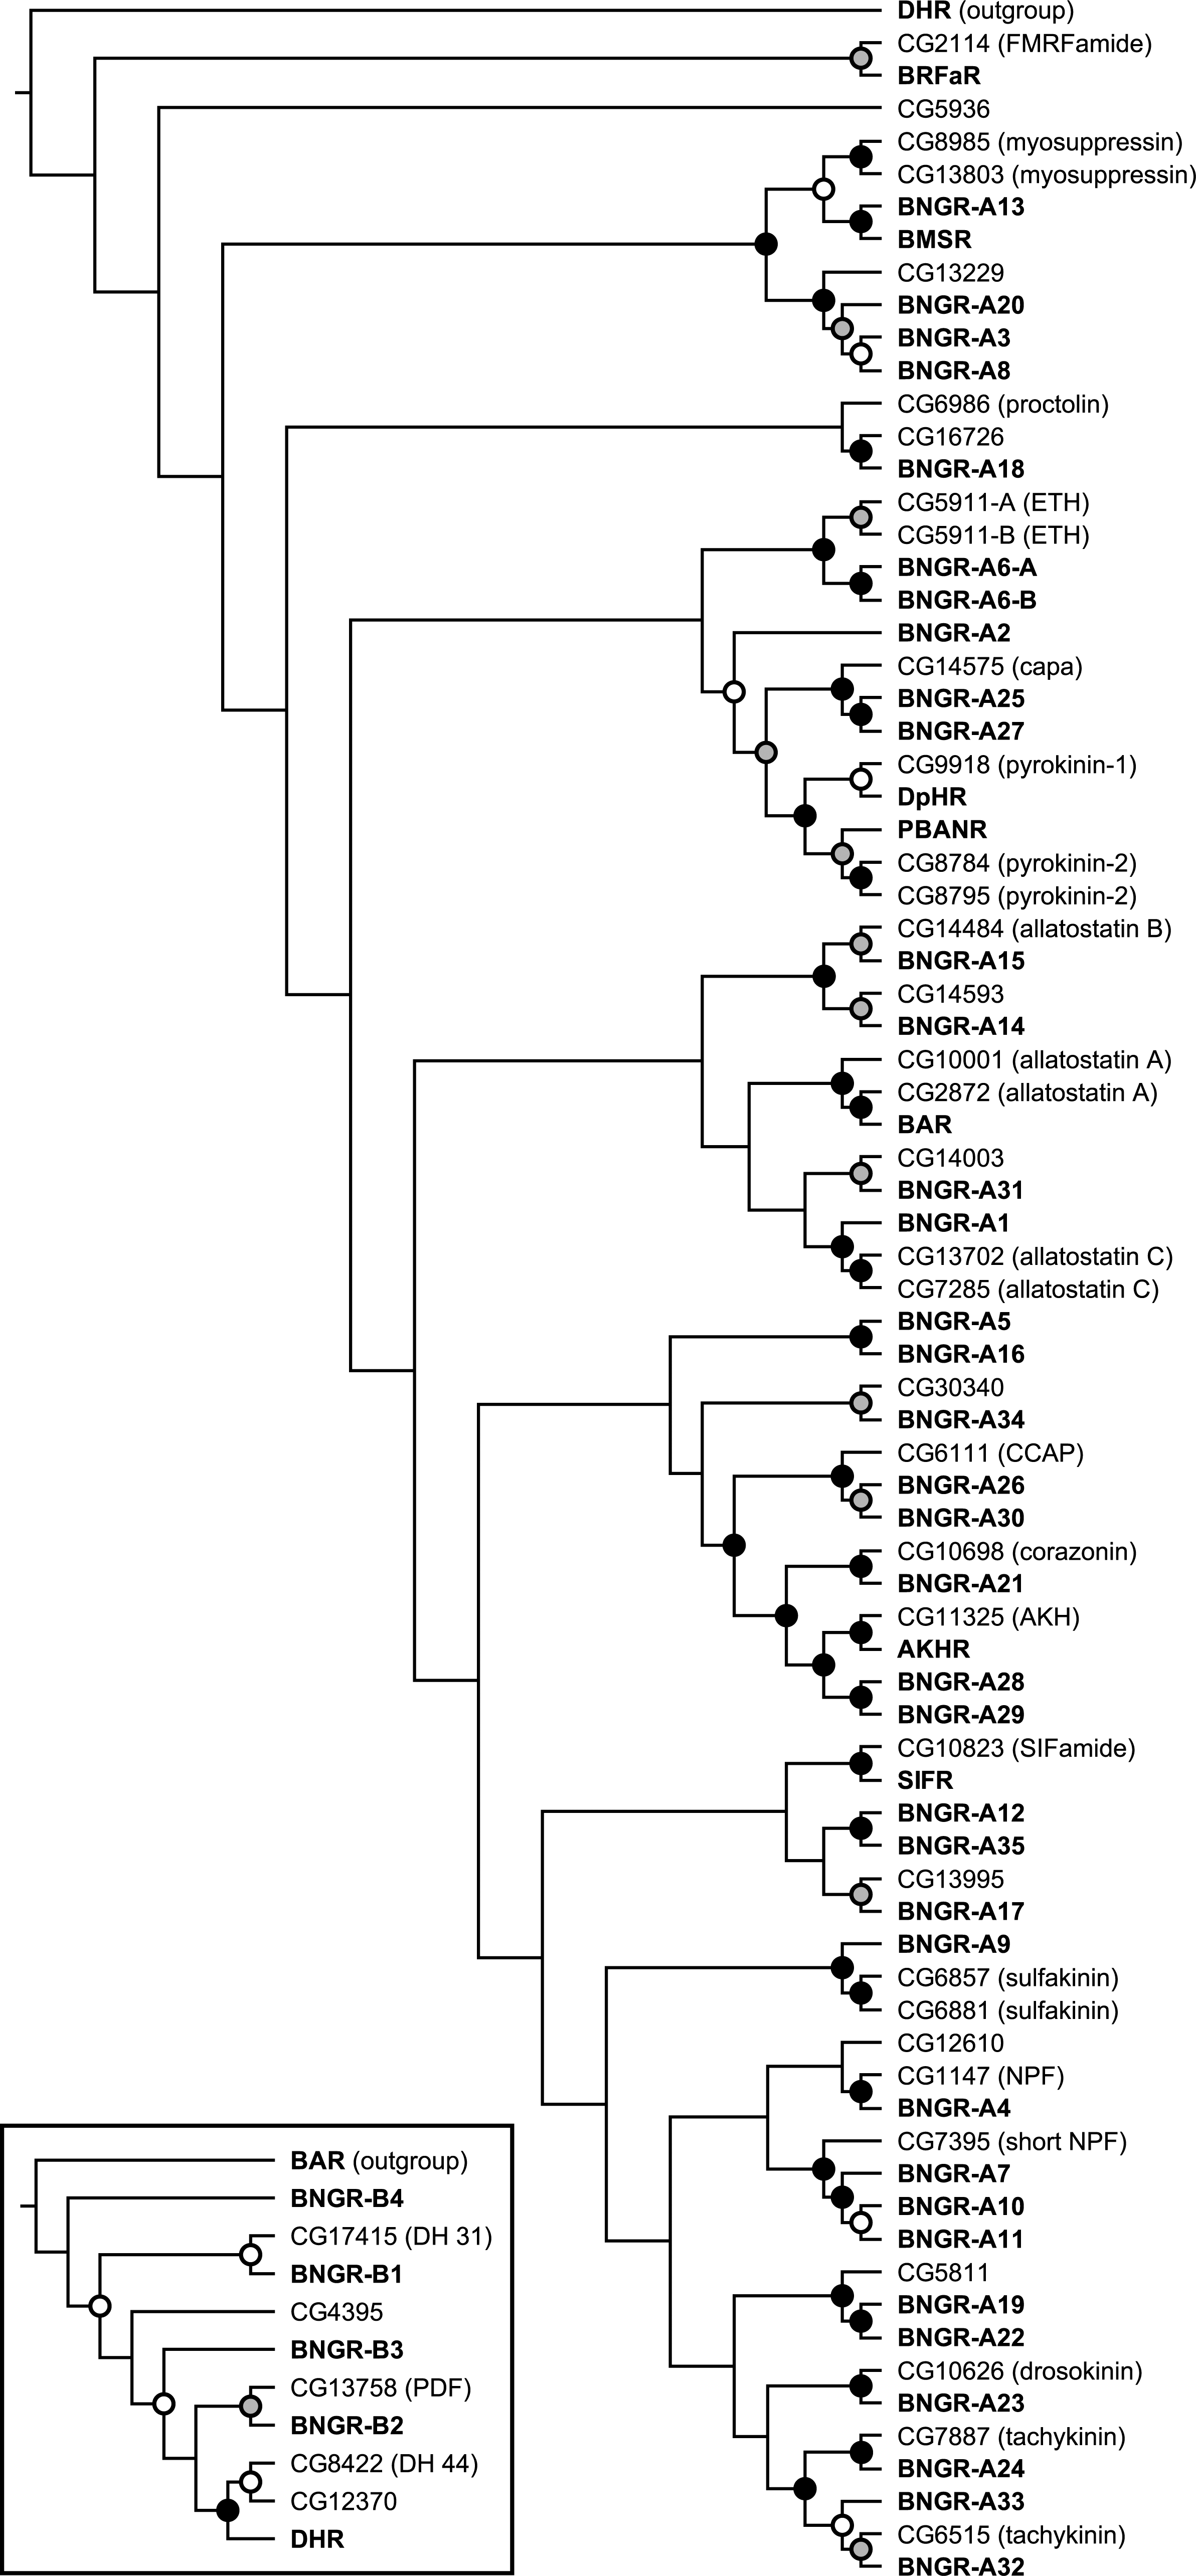 DHR (outgroup)
CG2114 (FMRFamide)
BRFaR
CG5936
CG8985 (myosuppressin)
CG13803 (myosuppressin)
BNGR-A13
BMSR
CG13229
BNGR-A20
BNGR-A3
BNGR-A8
CG6986 (proctolin)
CG16726
BNGR-A18
CG5911-A (ETH)
CG5911-B (ETH)
BNGR-A6-A
BNGR-A6-B
BNGR-A2
CG14575 (capa)
BNGR-A25
BNGR-A27
CG9918 (pyrokinin-1)
DpHR
PBANR
CG8784 (pyrokinin-2)
CG8795 (pyrokinin-2)
CG14484 (allatostatin B)
BNGR-A15
CG14593
BNGR-A14
CG10001 (allatostatin A)
CG2872 (allatostatin A)
BAR
CG14003
BNGR-A31
BNGR-A1
CG13702 (allatostatin C)
CG7285 (allatostatin C)
BNGR-A5
BNGR-A16
CG30340
BNGR-A34
CG6111 (CCAP)
BNGR-A26
BNGR-A30
CG10698 (corazonin)
BNGR-A21
CG11325 (AKH)
AKHR
BNGR-A28
BNGR-A29
CG10823 (SIFamide)
SIFR
BNGR-A12
BNGR-A35
CG13995
BNGR-A17
BNGR-A9
CG6857 (sulfakinin)
CG6881 (sulfakinin)
CG12610
CG1147 (NPF)
BNGR-A4
CG7395 (short NPF)
BNGR-A7
BNGR-A10
BNGR-A11
CG5811
BNGR-A19
BNGR-A22
CG10626 (drosokinin)
BNGR-A23
CG7887 (tachykinin)
BNGR-A24
BNGR-A33
CG6515 (tachykinin)
BNGR-A32
BAR (outgroup)
BNGR-B4
CG17415 (DH 31)
BNGR-B1
CG4395
BNGR-B3
CG13758 (PDF)
BNGR-B2
CG8422 (DH 44)
CG12370
DHR